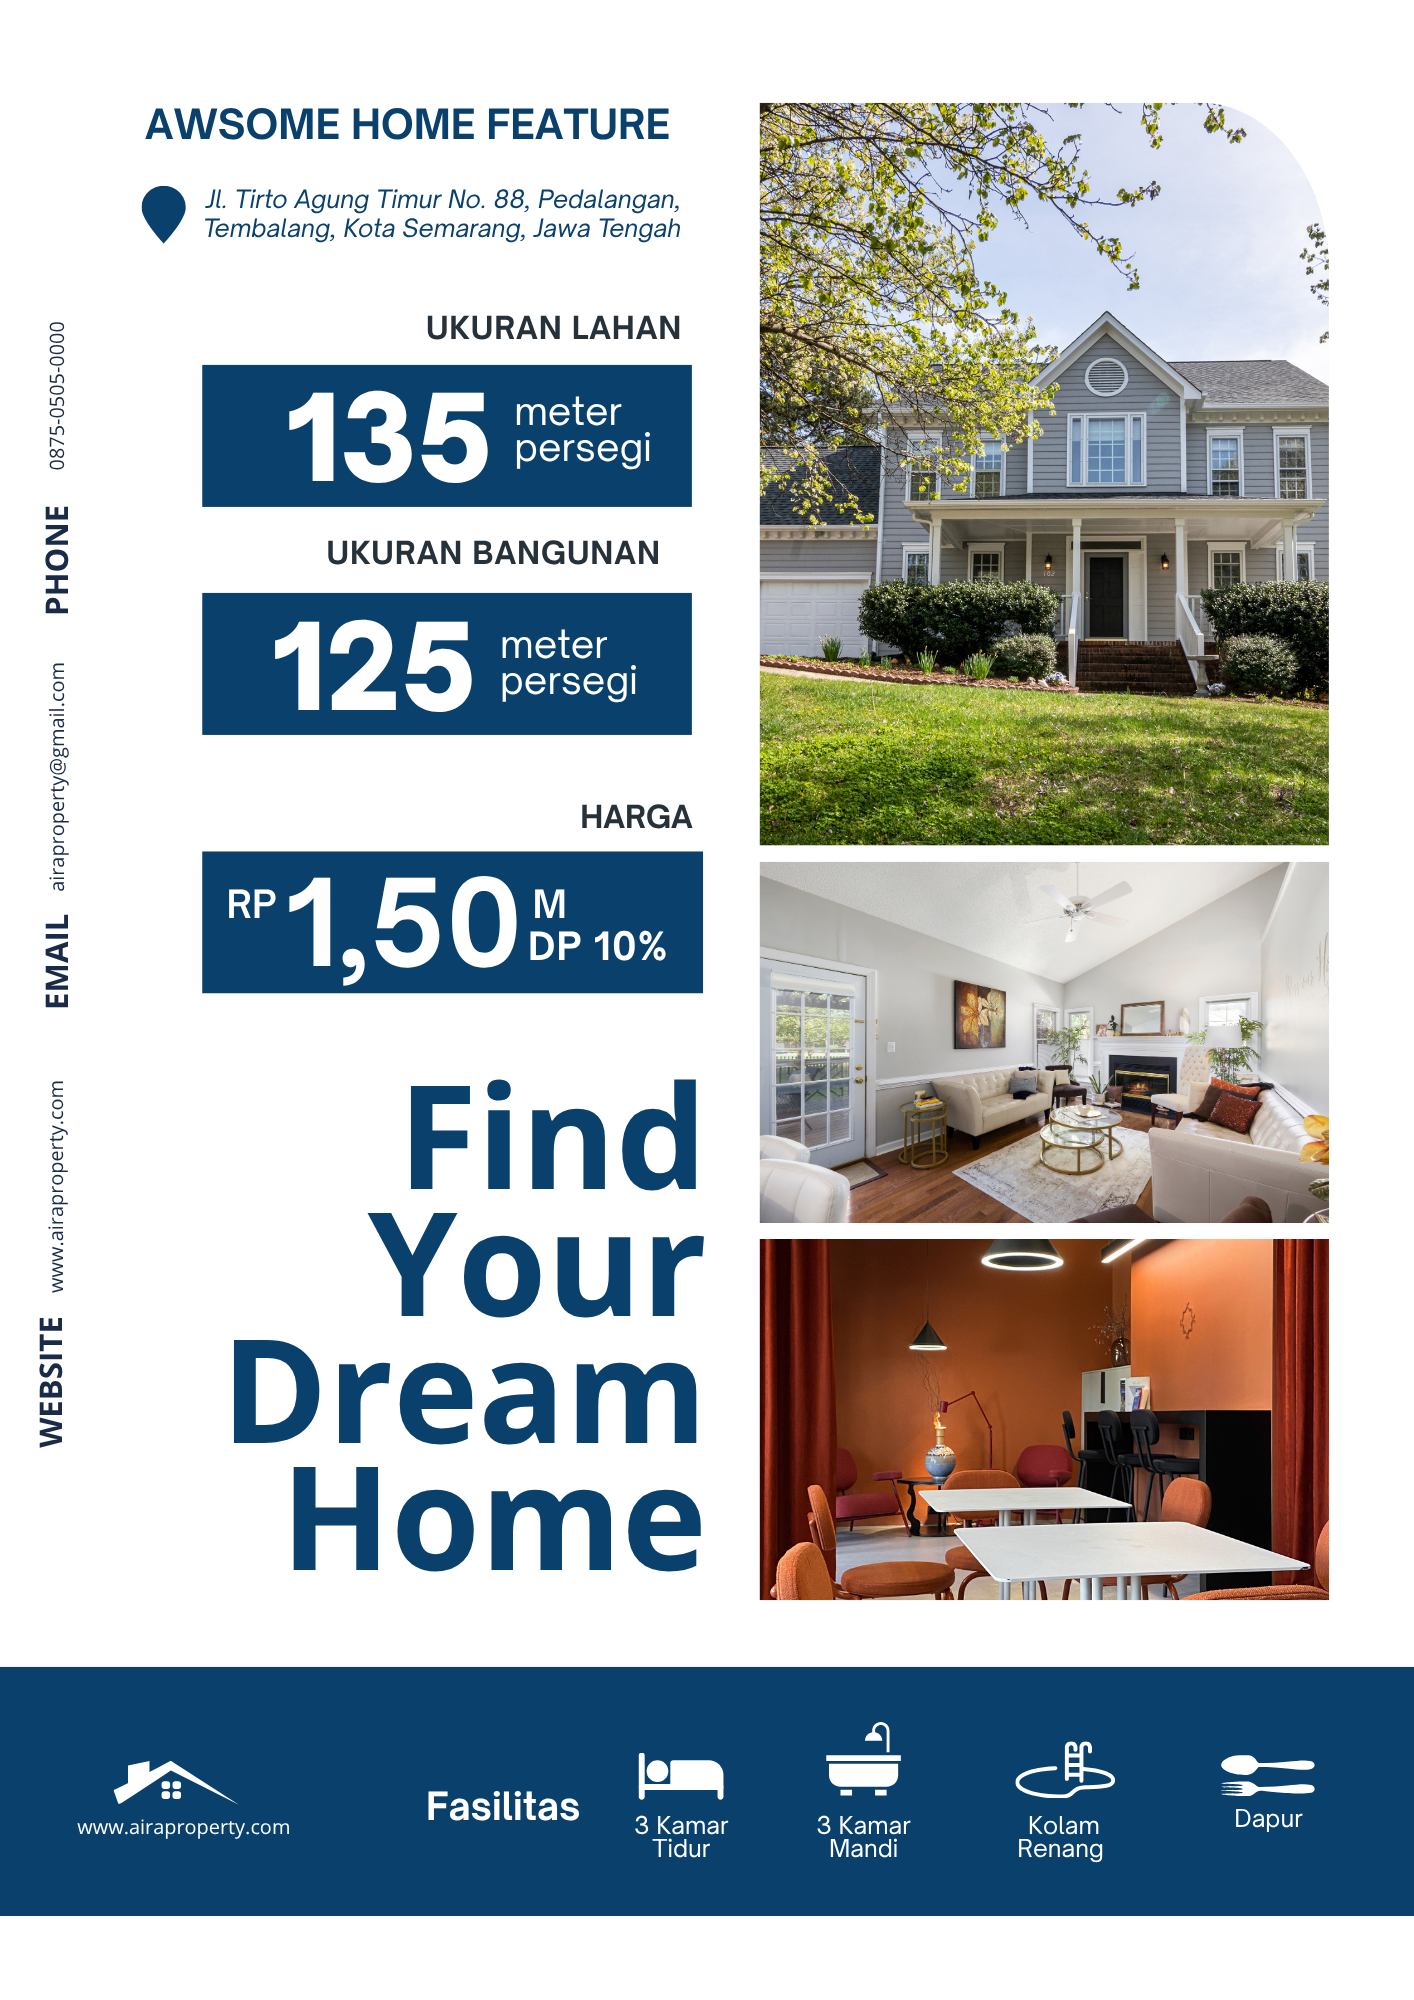 AWSOME HOME FEATURE
Jl. Tirto Agung Timur No. 88, Pedalangan,
Tembalang, Kota Semarang, Jawa Tengah
UKURAN LAHAN
135 meter
persegi
UKURAN BANGUNAN
125 meter
persegi
HARGA
RP 1,50 M
DP 10%
Find
Your
Dream
Home
PHONE 0875-0505-0000
EMAIL airaproperty@gmail.com
WEBSITE www.airaproperty.com
102
www.airaproperty.com
Fasilitas
3 Kamar
Tidur
3 Kamar
Mandi
Kolam
Renang
Dapur